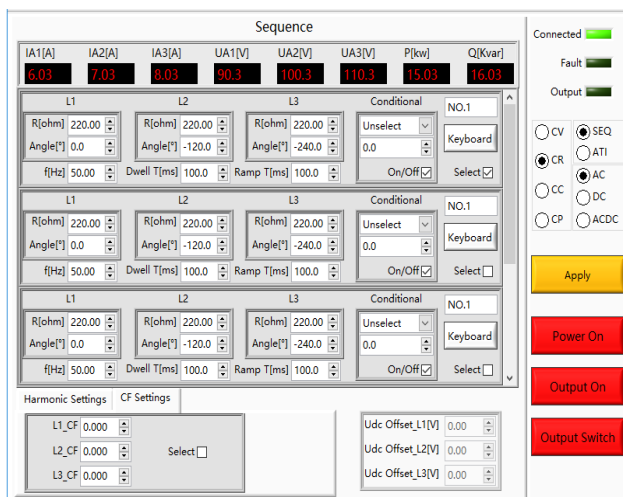 Sequence
IA1[A] IA2[A] IA3[A] UA1[V] UA2[V] UA3[V] P[kw] Q[Kvar]
6.03 7.03 8.03 90.3 100.3 110.3 15.03 16.03
L1 L2 L3 Conditional NO.1
R[ohm] 220.00 R[ohm] 220.00 R[ohm] 220.00 Unselect
Keyboard
Angle[°] 0.0 Angle[°] -120.0 Angle[°] -240.0 0.0
f[Hz] 50.00 Dwell T[ms] 100.0 Ramp T[ms] 100.0 On/Off Select
L1 L2 L3 Conditional NO.1
R[ohm] 220.00 R[ohm] 220.00 R[ohm] 220.00 Unselect
Keyboard
Angle[°] 0.0 Angle[°] -120.0 Angle[°] -240.0 0.0
f[Hz] 50.00 Dwell T[ms] 100.0 Ramp T[ms] 100.0 On/Off Select
L1 L2 L3 Conditional NO.1
R[ohm] 220.00 R[ohm] 220.00 R[ohm] 220.00 Unselect
Keyboard
Angle[°] 0.0 Angle[°] -120.0 Angle[°] -240.0 0.0
f[Hz] 50.00 Dwell T[ms] 100.0 Ramp T[ms] 100.0 On/Off Select
Harmonic Settings CF Settings
L1_CF 0.000
L2_CF 0.000 Select
L3_CF 0.000
Udc Offset_L1[V] 0.00
Udc Offset_L2[V] 0.00
Udc Offset_L3[V] 0.00
Connected
Fault
Output
CV
CR
CC
CP
SEQ
ATI
AC
DC
ACDC
Apply
Power On
Output On
Output Switch